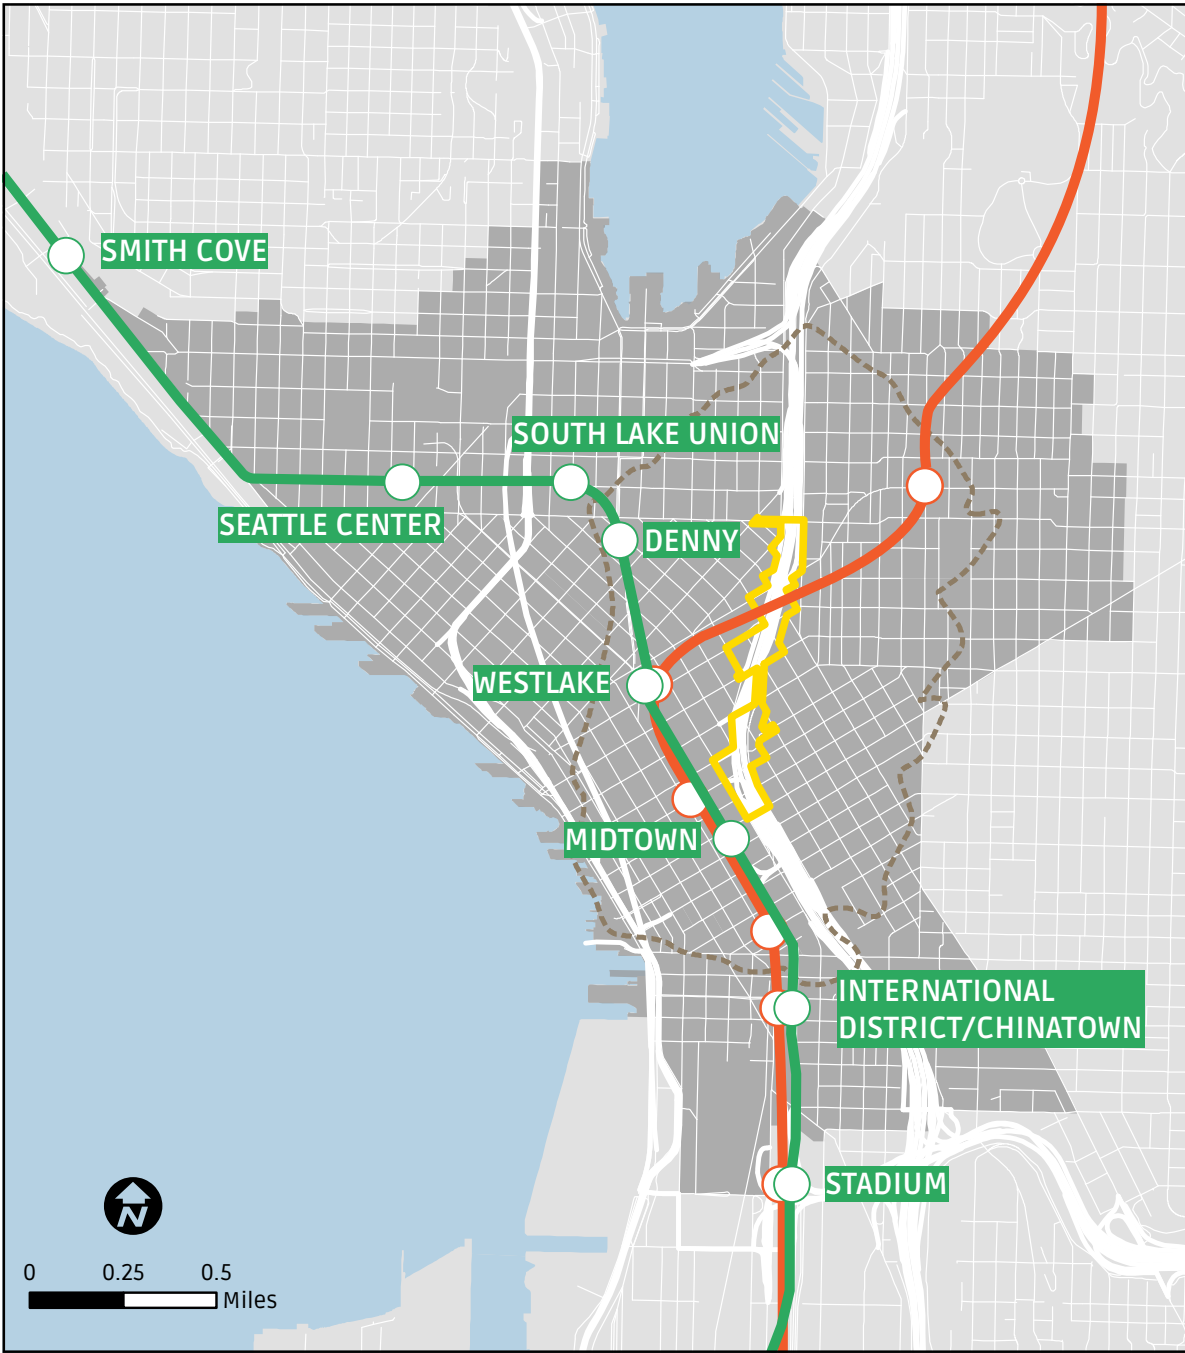 SMITH COVE
SOUTH LAKE UNION
SEATTLE CENTER
DENNY
WESTLAKE
MIDTOWN
INTERNATIONAL
DISTRICT/CHINATOWN
STADIUM
N
0 0.25 0.5
Miles